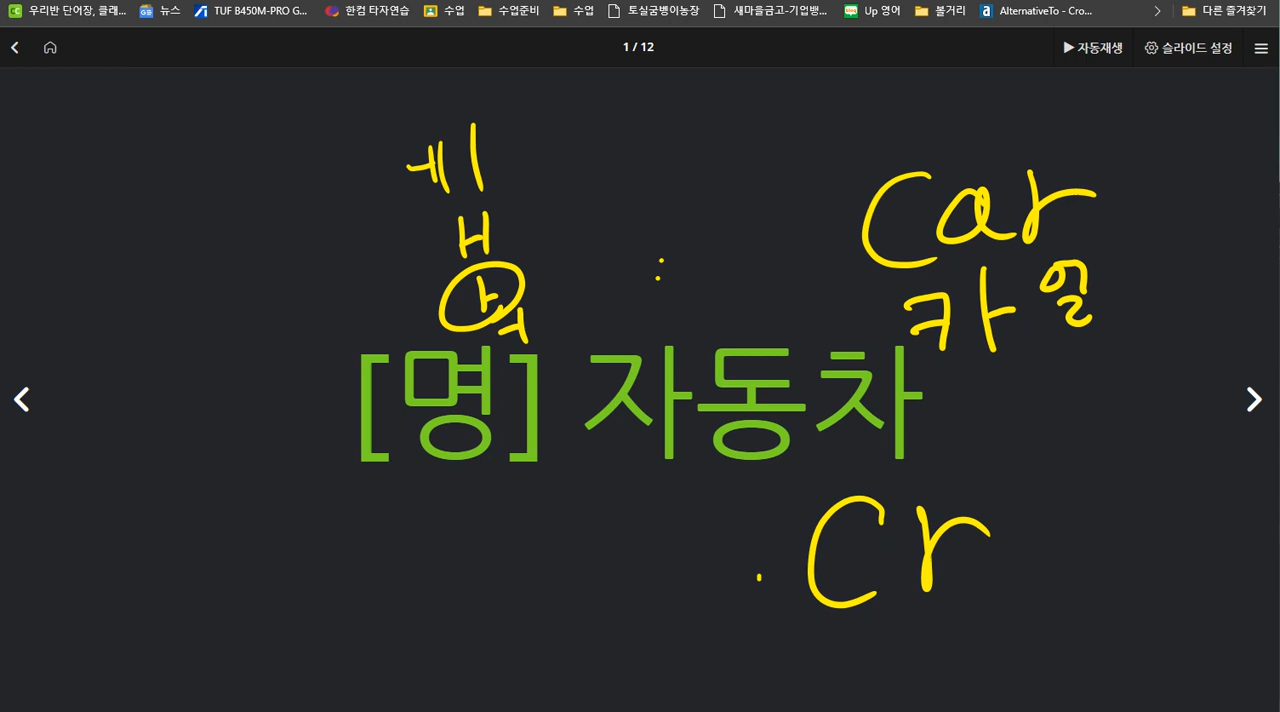 우리반 단어장, 클래... 뉴스 TUF B450M-PRO G... 한컴 타자연습 수업 수업준비 수업 토실굼벵이농장 새마을금고-기업뱅... Up 영어 볼거리 AlternativeTo - Cro... 다른 즐겨찾기
1 / 12 자동재생 슬라이드 설정
ㅔㅣ
ㅐ
ㅏ
ㅕ
Car
카 일
[명] 자동차
Cr